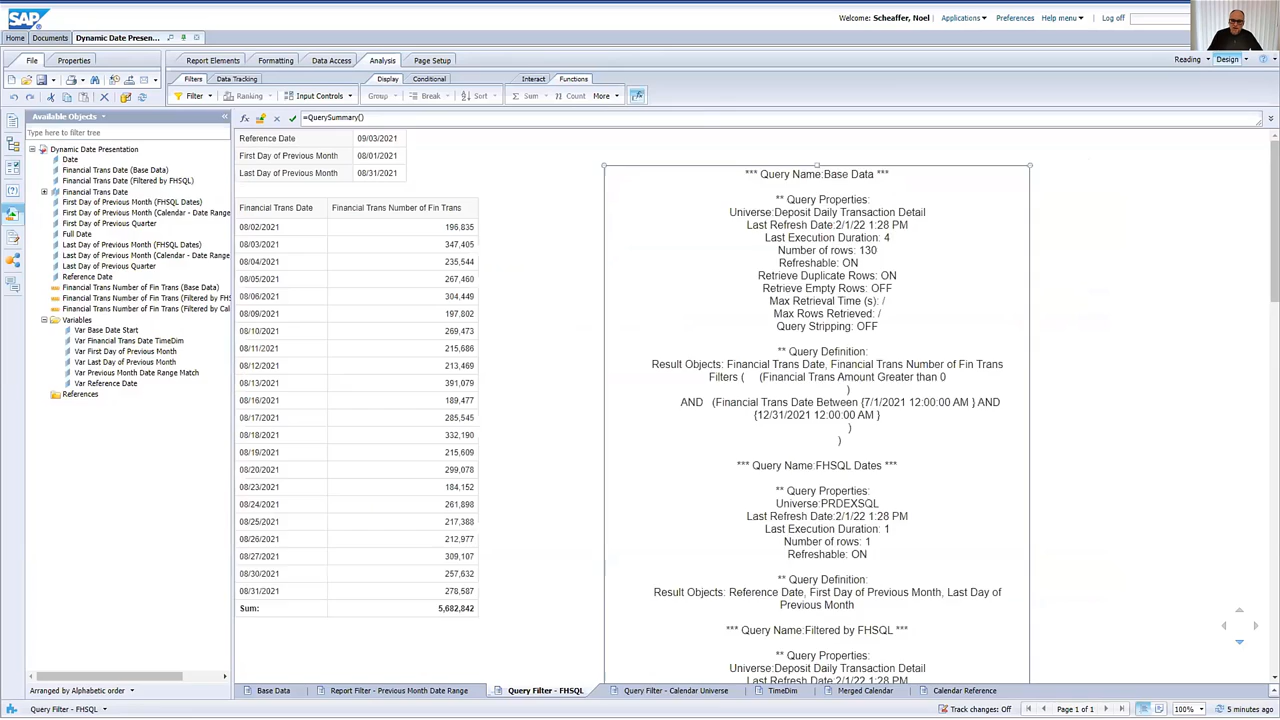 SAP
Welcome: Scheaffer, Noel
Applications
Preferences
Help menu
Log off
Home
Documents
Dynamic Date Presen...
File
Properties
Report Elements
Formatting
Data Access
Analysis
Page Setup
Reading
Design
Filters
Data Tracking
Display
Conditional
Interact
Functions
Filter
Ranking
Input Controls
Group
Break
Sort
Sum
Count
More
Available Objects
=QuerySummary()
Type here to filter tree
Dynamic Date Presentation
Date
Financial Trans Date (Base Data)
Financial Trans Date (Filtered by FHSQL)
Financial Trans Date
First Day of Previous Month (FHSQL Dates)
First Day of Previous Month (Calendar - Date Range
First Day of Previous Quarter
Full Date
Last Day of Previous Month (FHSQL Dates)
Last Day of Previous Month (Calendar - Date Range
Last Day of Previous Quarter
Reference Date
Financial Trans Number of Fin Trans (Base Data)
Financial Trans Number of Fin Trans (Filtered by FHS
Financial Trans Number of Fin Trans (Filtered by Cal
Variables
Var Base Date Start
Var Financial Trans Date TimeDim
Var First Day of Previous Month
Var Last Day of Previous Month
Var Previous Month Date Range Match
Var Reference Date
References
Arranged by Alphabetic order
Reference Date 09/03/2021
First Day of Previous Month 08/01/2021
Last Day of Previous Month 08/31/2021
Financial Trans Date Financial Trans Number of Fin Trans
08/02/2021 196,835
08/03/2021 347,405
08/04/2021 235,544
08/05/2021 267,460
08/06/2021 304,449
08/09/2021 197,802
08/10/2021 269,473
08/11/2021 215,686
08/12/2021 213,469
08/13/2021 391,079
08/16/2021 189,477
08/17/2021 285,545
08/18/2021 332,190
08/19/2021 215,609
08/20/2021 299,078
08/23/2021 184,152
08/24/2021 261,898
08/25/2021 217,388
08/26/2021 212,977
08/27/2021 309,107
08/30/2021 257,632
08/31/2021 278,587
Sum: 5,682,842
*** Query Name:Base Data ***
** Query Properties:
Universe:Deposit Daily Transaction Detail
Last Refresh Date:2/1/22 1:28 PM
Last Execution Duration: 4
Number of rows: 130
Refreshable: ON
Retrieve Duplicate Rows: ON
Retrieve Empty Rows: OFF
Max Retrieval Time (s): /
Max Rows Retrieved: /
Query Stripping: OFF
** Query Definition:
Result Objects: Financial Trans Date, Financial Trans Number of Fin Trans
Filters ( (Financial Trans Amount Greater than 0
)
AND (Financial Trans Date Between {7/1/2021 12:00:00 AM } AND
{12/31/2021 12:00:00 AM }
)
)
*** Query Name:FHSQL Dates ***
** Query Properties:
Universe:PRDEXSQL
Last Refresh Date:2/1/22 1:28 PM
Last Execution Duration: 1
Number of rows: 1
Refreshable: ON
** Query Definition:
Result Objects: Reference Date, First Day of Previous Month, Last Day of
Previous Month
*** Query Name:Filtered by FHSQL ***
** Query Properties:
Universe:Deposit Daily Transaction Detail
Last Refresh Date:2/1/22 1:28 PM
Base Data
Report Filter - Previous Month Date Range
Query Filter - FHSQL
Query Filter - Calendar Universe
TimeDim
Merged Calendar
Calendar Reference
Query Filter - FHSQL
Track changes: Off
Page 1 of 1
100%
5 minutes ago